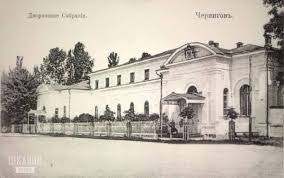 Дворянское Собраніе.
Черниговъ.